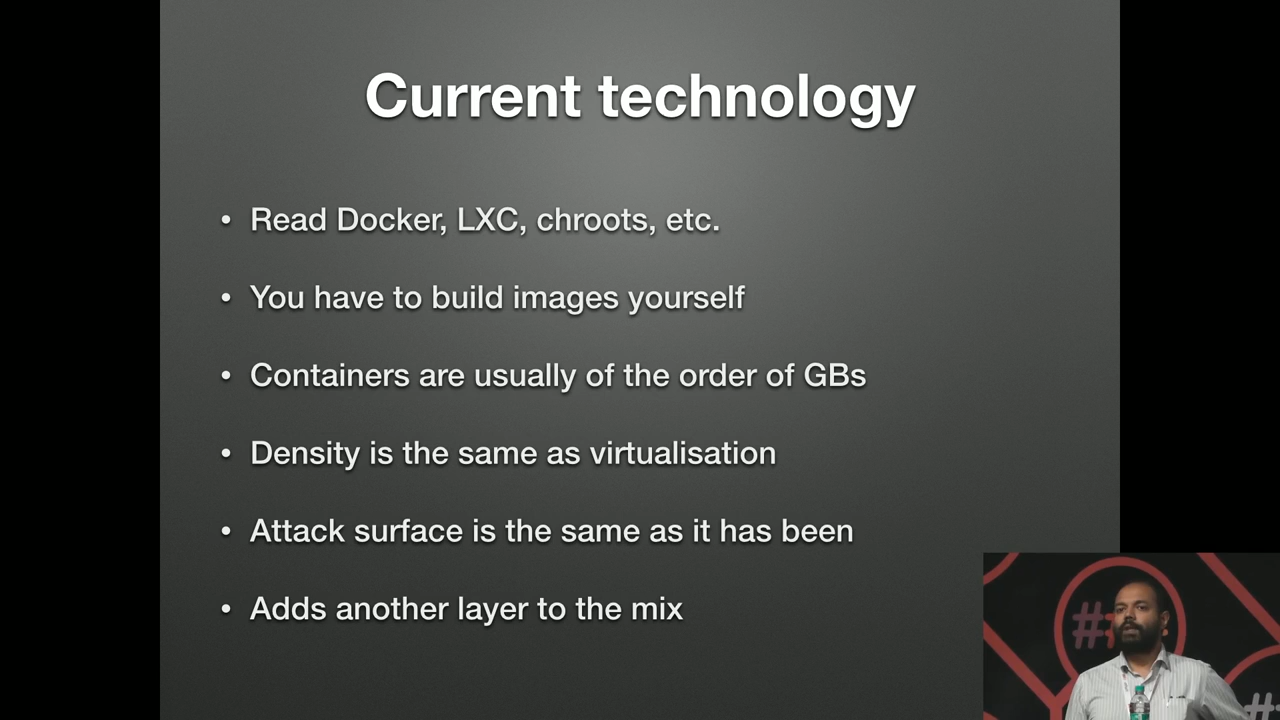 Current technology
• Read Docker, LXC, chroots, etc.
• You have to build images yourself
• Containers are usually of the order of GBs
• Density is the same as virtualisation
• Attack surface is the same as it has been
• Adds another layer to the mix